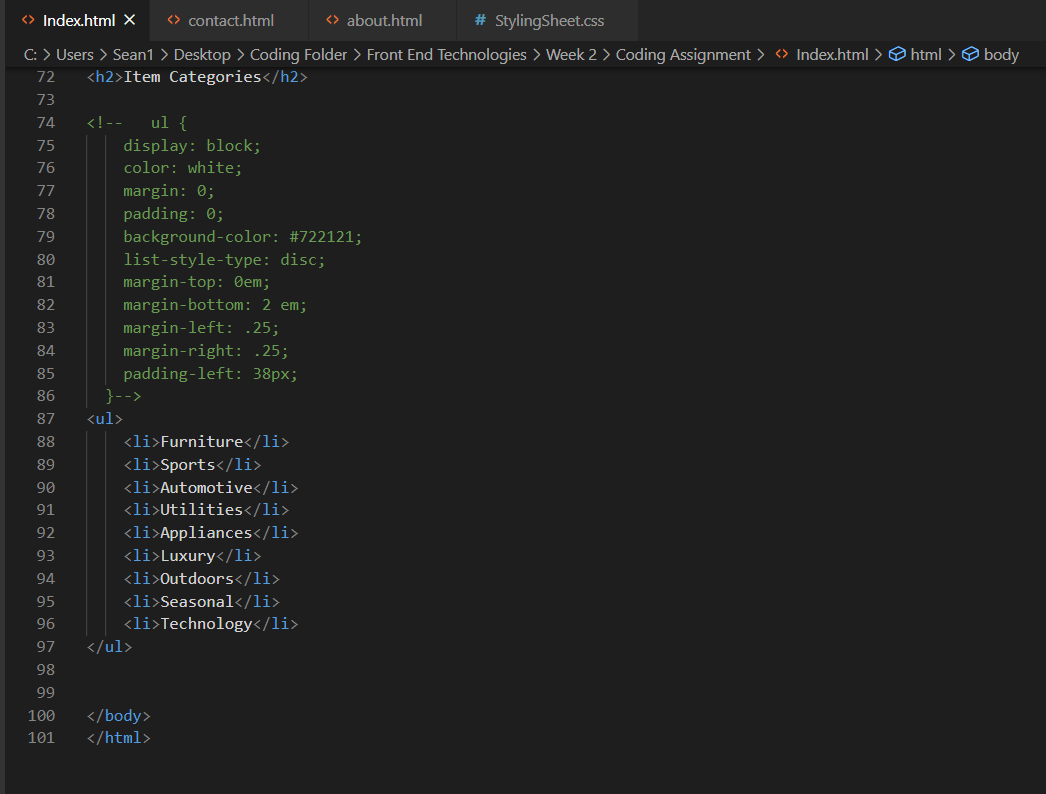 Index.html contact.html about.html # StylingSheet.css
C: > Users > Sean1 > Desktop > Coding Folder > Front End Technologies > Week 2 > Coding Assignment > Index.html > html > body
72 <h2>Item Categories</h2>
73
74 <!-- ul {
75 display: block;
76 color: white;
77 margin: 0;
78 padding: 0;
79 background-color: #722121;
80 list-style-type: disc;
81 margin-top: 0em;
82 margin-bottom: 2 em;
83 margin-left: .25;
84 margin-right: .25;
85 padding-left: 38px;
86 }-->
87 <ul>
88 <li>Furniture</li>
89 <li>Sports</li>
90 <li>Automotive</li>
91 <li>Utilities</li>
92 <li>Appliances</li>
93 <li>Luxury</li>
94 <li>Outdoors</li>
95 <li>Seasonal</li>
96 <li>Technology</li>
97 </ul>
98
99
100 </body>
101 </html>